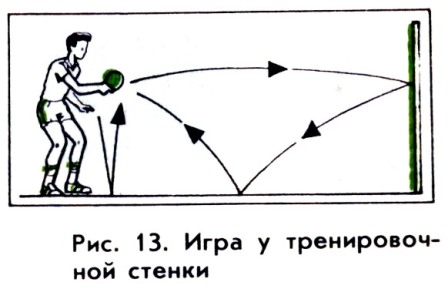 Рис. 13. Игра у тренировоч-
ной стенки